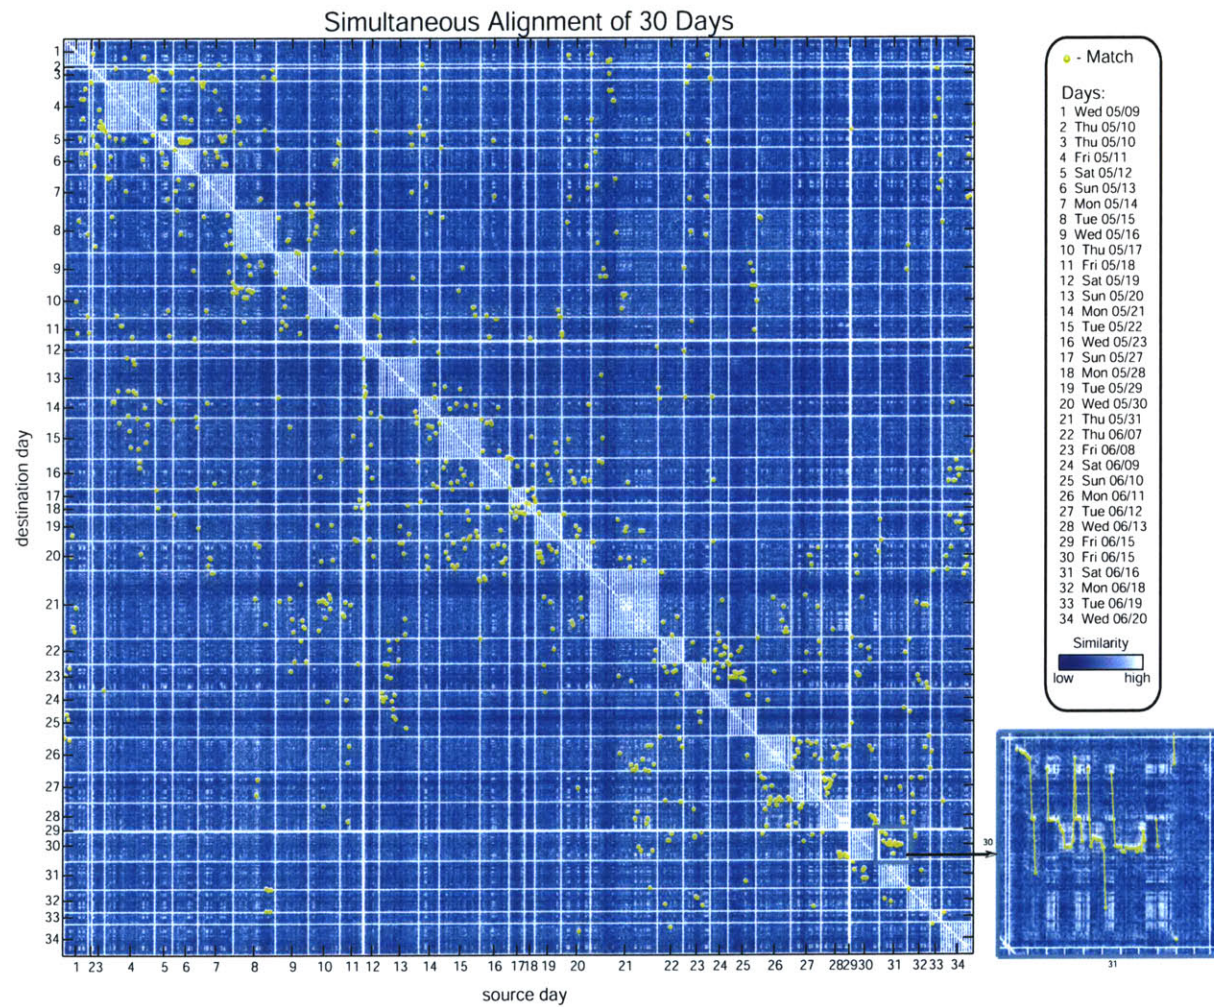 Simultaneous Alignment of 30 Days
- Match
Days:
1 Wed 05/09
2 Thu 05/10
3 Thu 05/10
4 Fri 05/11
5 Sat 05/12
6 Sun 05/13
7 Mon 05/14
8 Tue 05/15
9 Wed 05/16
10 Thu 05/17
11 Fri 05/18
12 Sat 05/19
13 Sun 05/20
14 Mon 05/21
15 Tue 05/22
16 Wed 05/23
17 Sun 05/27
18 Mon 05/28
19 Tue 05/29
20 Wed 05/30
21 Thu 05/31
22 Thu 06/07
23 Fri 06/08
24 Sat 06/09
25 Sun 06/10
26 Mon 06/11
27 Tue 06/12
28 Wed 06/13
29 Fri 06/15
30 Fri 06/15
31 Sat 06/16
32 Mon 06/18
33 Tue 06/19
34 Wed 06/20
Similarity
low high
destination day
1
2
3
4
5
6
7
8
9
10
11
12
13
14
15
16
17
18
19
20
21
22
23
24
25
26
27
28
29
30
31
32
33
34
1 2 3 4 5 6 7 8 9 10 11 12 13 14 15 16 17 18 19 20 21 22 23 24 25 26 27 28 29 30 31 32 33 34
source day
30
31